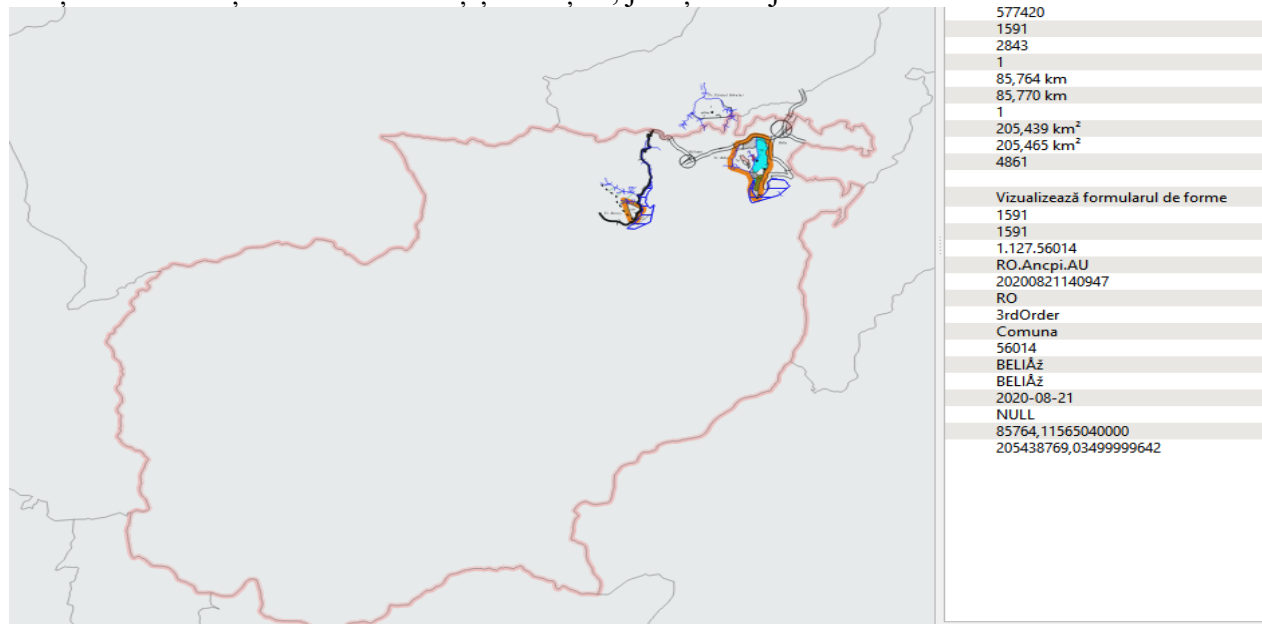 577420
1591
2843
1
85,764 km
85,770 km
1
205,439 km²
205,465 km²
4861
Vizualizează formularul de forme
1591
1591
1.127.56014
RO.Ancpi.AU
20200821140947
RO
3rdOrder
Comuna
56014
BELIÅž
BELIÅž
2020-08-21
NULL
85764,11565040000
205438769,03499999642